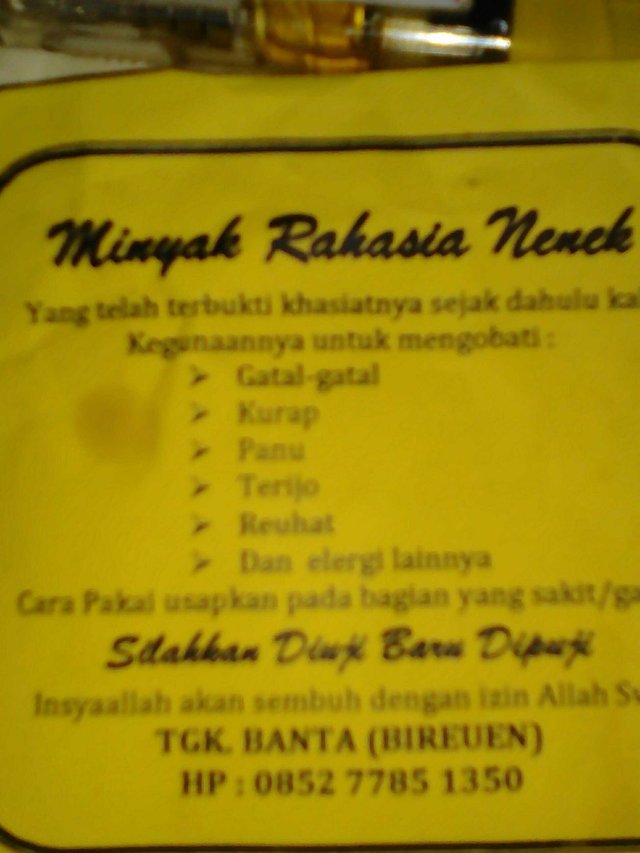 Minyak Rahasia Nenek
Yang telah terbukti khasiatnya sejak dahulu
Kegunaannya untuk mengobati :
➢ Gatal-gatal
➢ Kurap
➢ Panu
➢ Terijo
➢ Reuhat
➢ Dan elergi lainnya
Cara Pakai usapkan pada bagian yang sakit/
Silahkan Diuji Baru Dipuji
Insyaallah akan sembuh dengan izin Allah
TGK. BANTA (BIREUEN)
HP : 0852 7785 1350